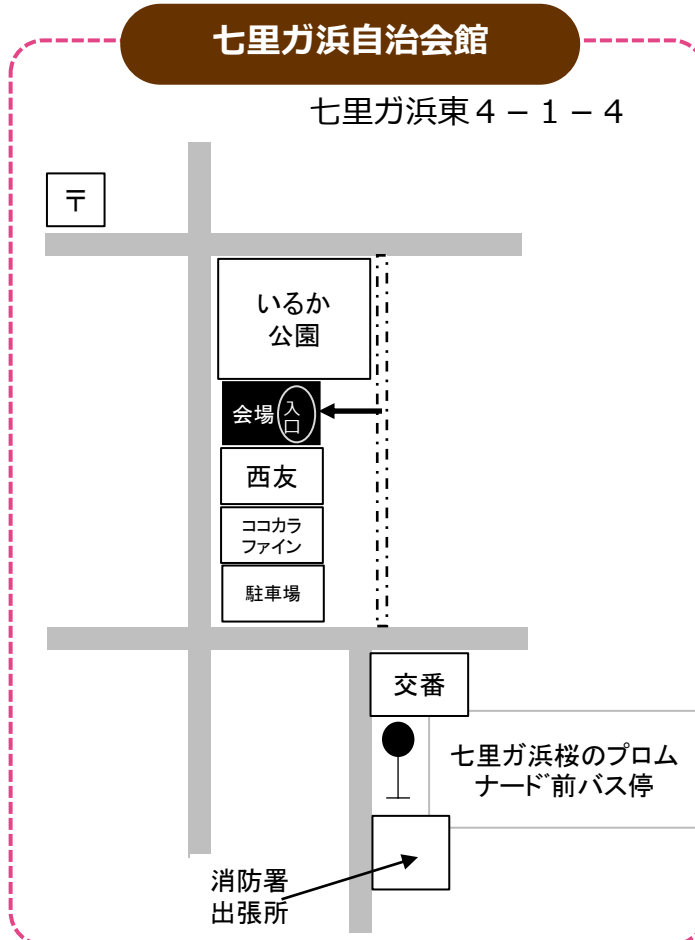 七里ガ浜自治会館
七里ガ浜東４－１－４
〒
いるか
公園
会場
入
口
西友
ココカラ
ファイン
駐車場
交番
七里ガ浜桜のプロム
ナード前バス停
消防署
出張所